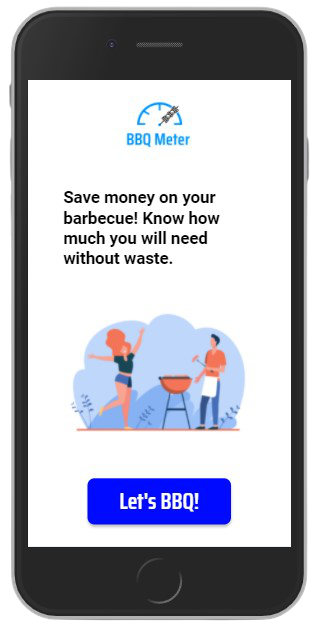 BBQ Meter
Save money on your
barbecue! Know how
much you will need
without waste.
Let's BBQ!